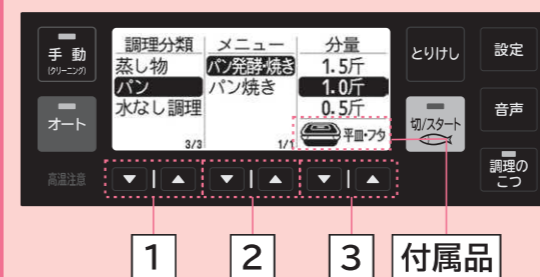 手動
(クリーニング)
オート
高温注意
調理分類
蒸し物
パン
水なし調理
3/3
メニュー
パン発酵・焼き
パン焼き
1/1
分量
1.5斤
1.0斤
0.5斤
平皿・フタ
とりけし
切/スタート
設定
音声
調理の
こつ
▼ | ▲
▼ | ▲
▼ | ▲
1
2
3
付属品